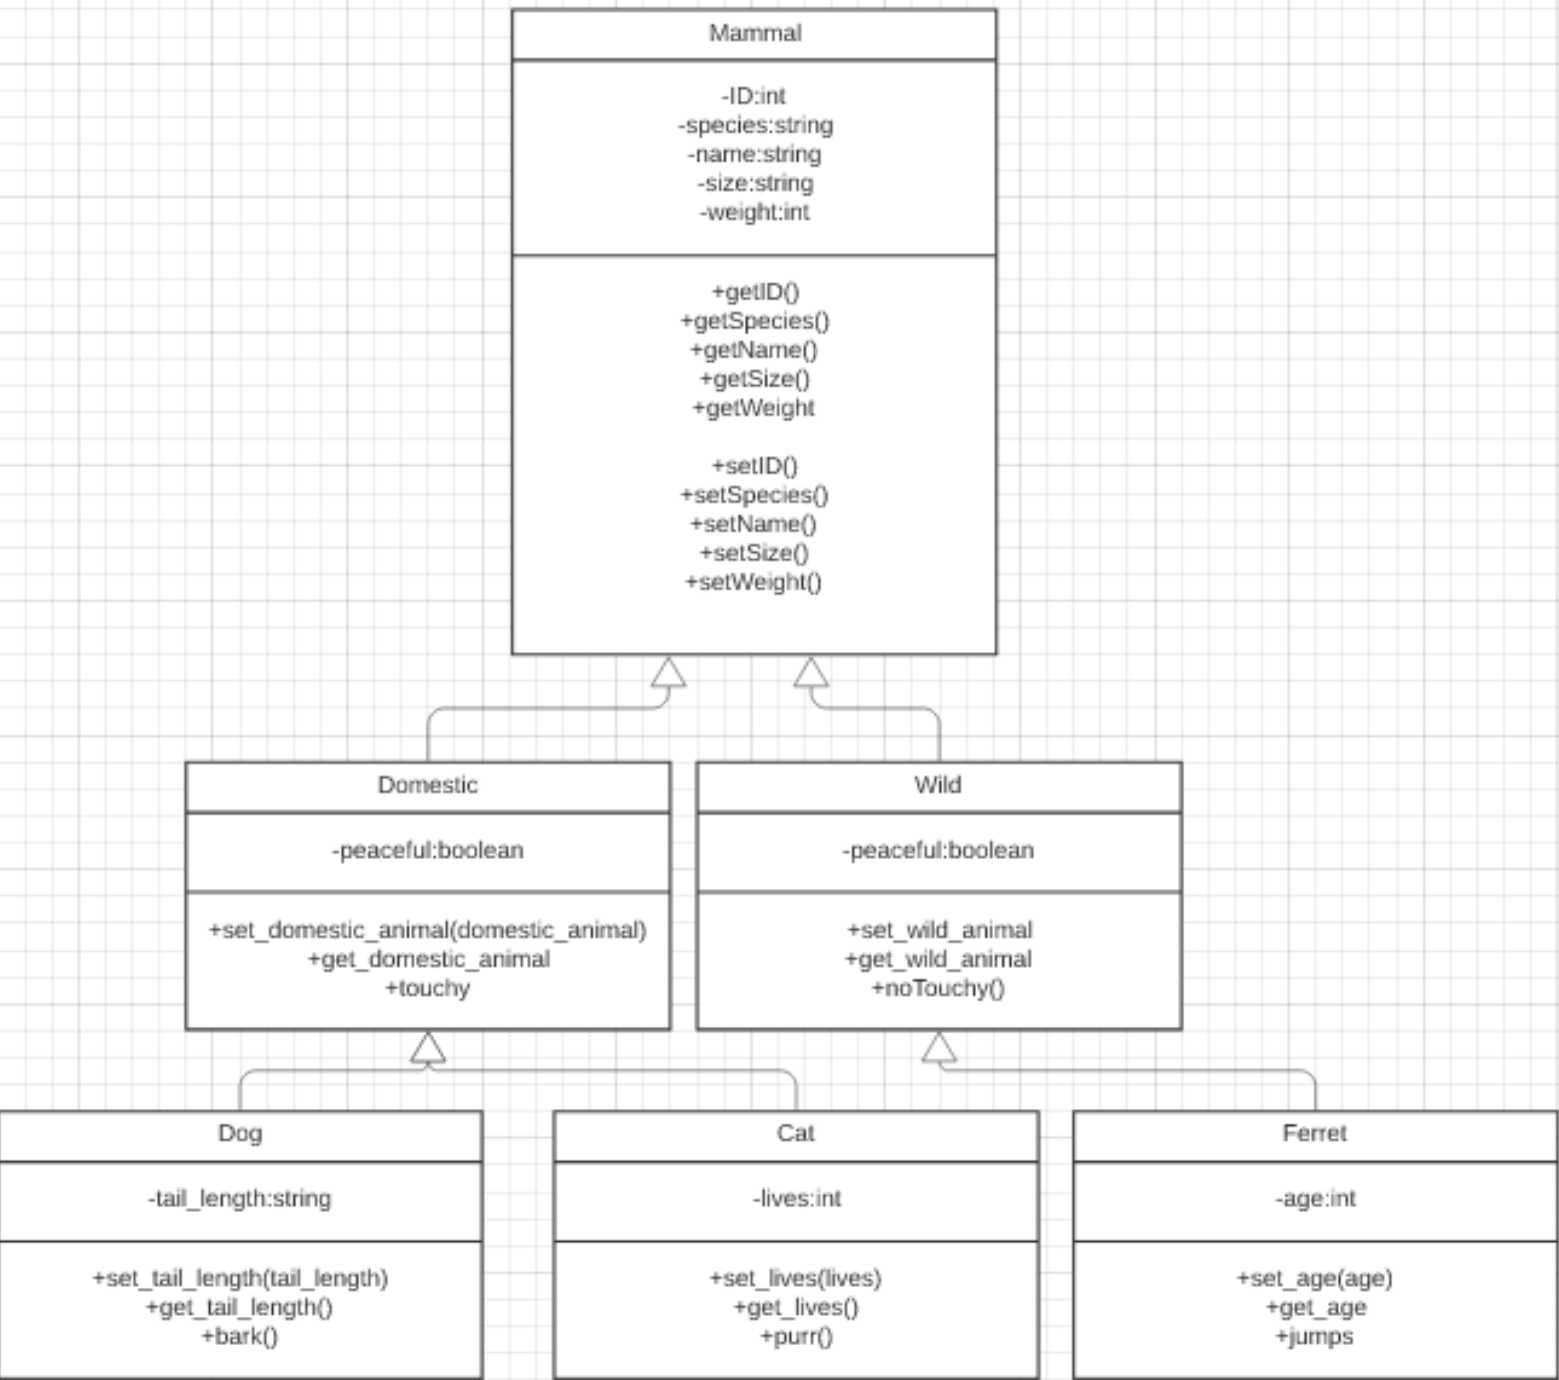 Mammal
-ID:int
-species:string
-name:string
-size:string
-weight:int
+getID()
+getSpecies()
+getName()
+getSize()
+getWeight
+setID()
+setSpecies()
+setName()
+setSize()
+setWeight()
Domestic
-peaceful:boolean
+set_domestic_animal(domestic_animal)
+get_domestic_animal
+touchy
Wild
-peaceful:boolean
+set_wild_animal
+get_wild_animal
+noTouchy()
Dog
-tail_length:string
+set_tail_length(tail_length)
+get_tail_length()
+bark()
Cat
-lives:int
+set_lives(lives)
+get_lives()
+purr()
Ferret
-age:int
+set_age(age)
+get_age
+jumps